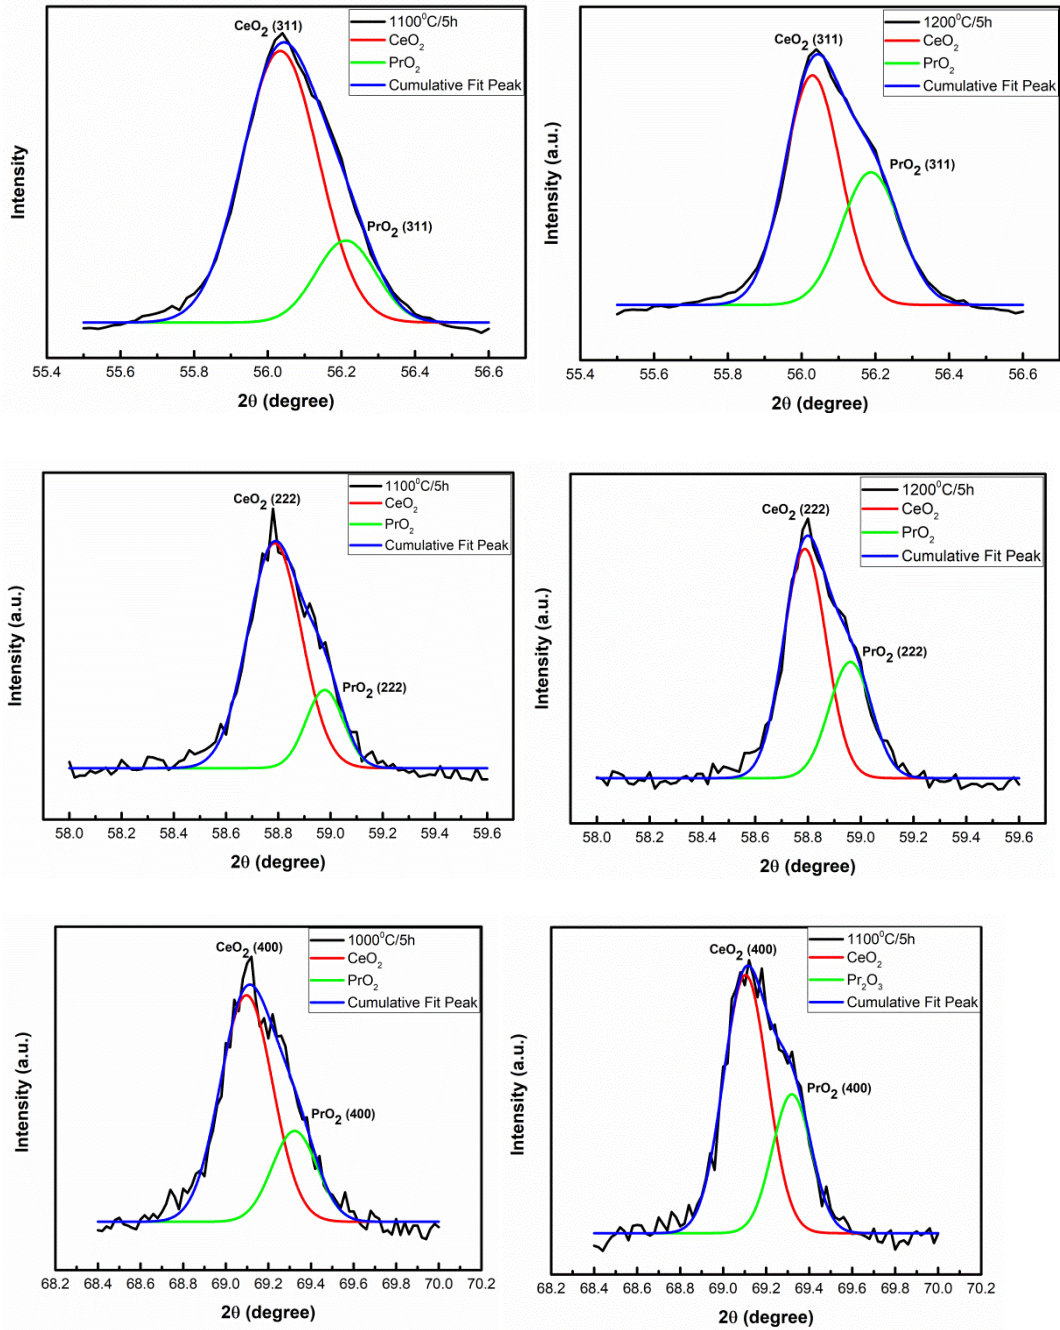 CeO2 (311)
1100⁰C/5h
CeO2
PrO2
Cumulative Fit Peak
PrO2 (311)
Intensity
55.4 55.6 55.8 56.0 56.2 56.4 56.6
2θ (degree)
CeO2 (311)
1200⁰C/5h
CeO2
PrO2
Cumulative Fit Peak
PrO2 (311)
Intensity (a.u.)
55.4 55.6 55.8 56.0 56.2 56.4 56.6
2θ (degree)
CeO2 (222)
1100⁰C/5h
CeO2
PrO2
Cumulative Fit Peak
PrO2 (222)
Intensity (a.u.)
58.0 58.2 58.4 58.6 58.8 59.0 59.2 59.4 59.6
2θ (degree)
CeO2 (222)
1200⁰C/5h
CeO2
PrO2
Cumulative Fit Peak
PrO2 (222)
Intensity (a.u.)
58.0 58.2 58.4 58.6 58.8 59.0 59.2 59.4 59.6
2θ (degree)
CeO2 (400)
1000⁰C/5h
CeO2
PrO2
Cumulative Fit Peak
PrO2 (400)
Intensity (a.u.)
68.2 68.4 68.6 68.8 69.0 69.2 69.4 69.6 69.8 70.0 70.2
2θ (degree)
CeO2 (400)
1100⁰C/5h
CeO2
Pr2O3
Cumulative Fit Peak
PrO2 (400)
Intensity (a.u.)
68.2 68.4 68.6 68.8 69.0 69.2 69.4 69.6 69.8 70.0 70.2
2θ (degree)